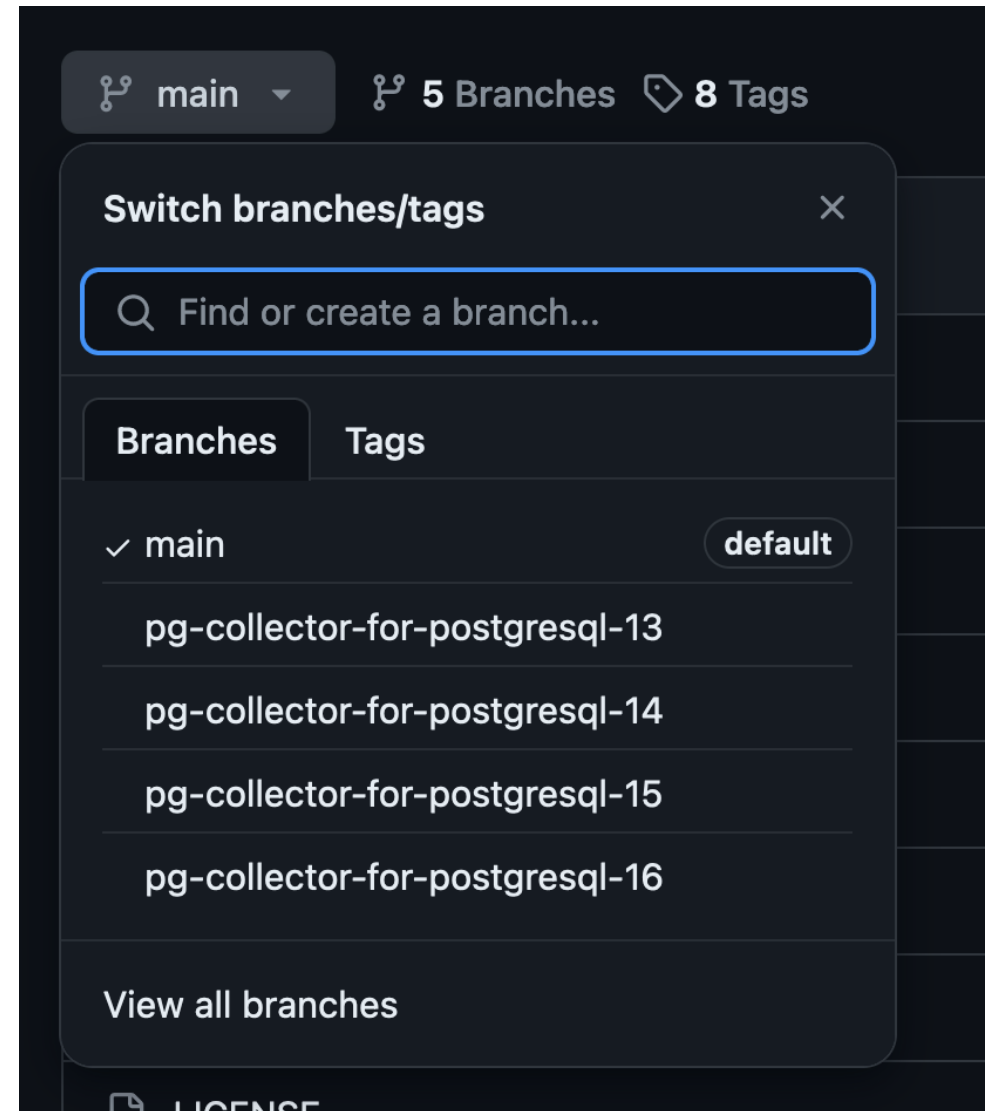 main 5 Branches 8 Tags
Switch branches/tags
Find or create a branch...
Branches Tags
main default
pg-collector-for-postgresql-13
pg-collector-for-postgresql-14
pg-collector-for-postgresql-15
pg-collector-for-postgresql-16
View all branches
LICENSE